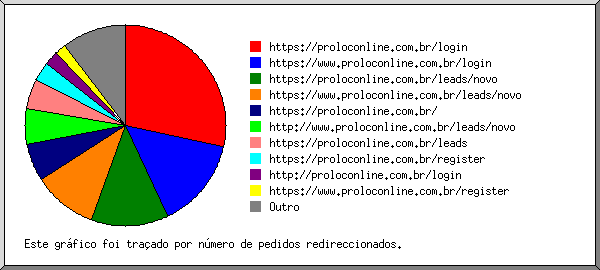 https://proloconline.com.br/login
https://www.proloconline.com.br/login
https://proloconline.com.br/leads/novo
https://www.proloconline.com.br/leads/novo
https://proloconline.com.br/
http://www.proloconline.com.br/leads/novo
https://proloconline.com.br/leads
https://proloconline.com.br/register
http://proloconline.com.br/login
https://www.proloconline.com.br/register
Outro
Este gráfico foi traçado por número de pedidos redireccionados.